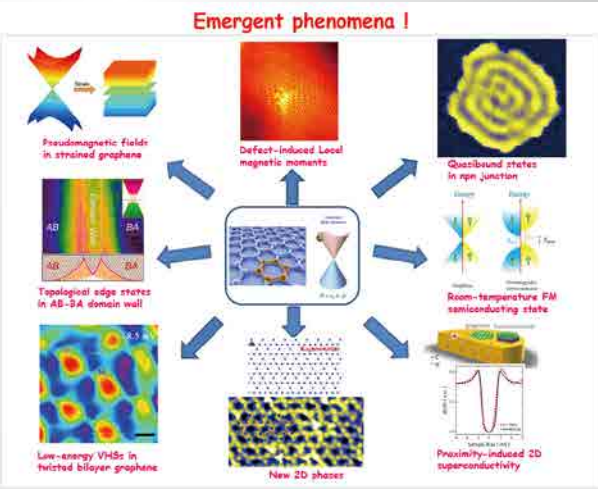 Emergent phenomena !
Pseudomagnetic fields
in strained graphene
Defect-induced Local
magnetic moments
Quasibound states
in npn junction
AB
BA
AB
BA
Topological edge states
in AB-BA domain wall
Energy
Energy
Room-temperature FM
semiconducting state
Low-energy VHSs in
twisted bilayer graphene
New 2D phases
Proximity-induced 2D
superconductivity